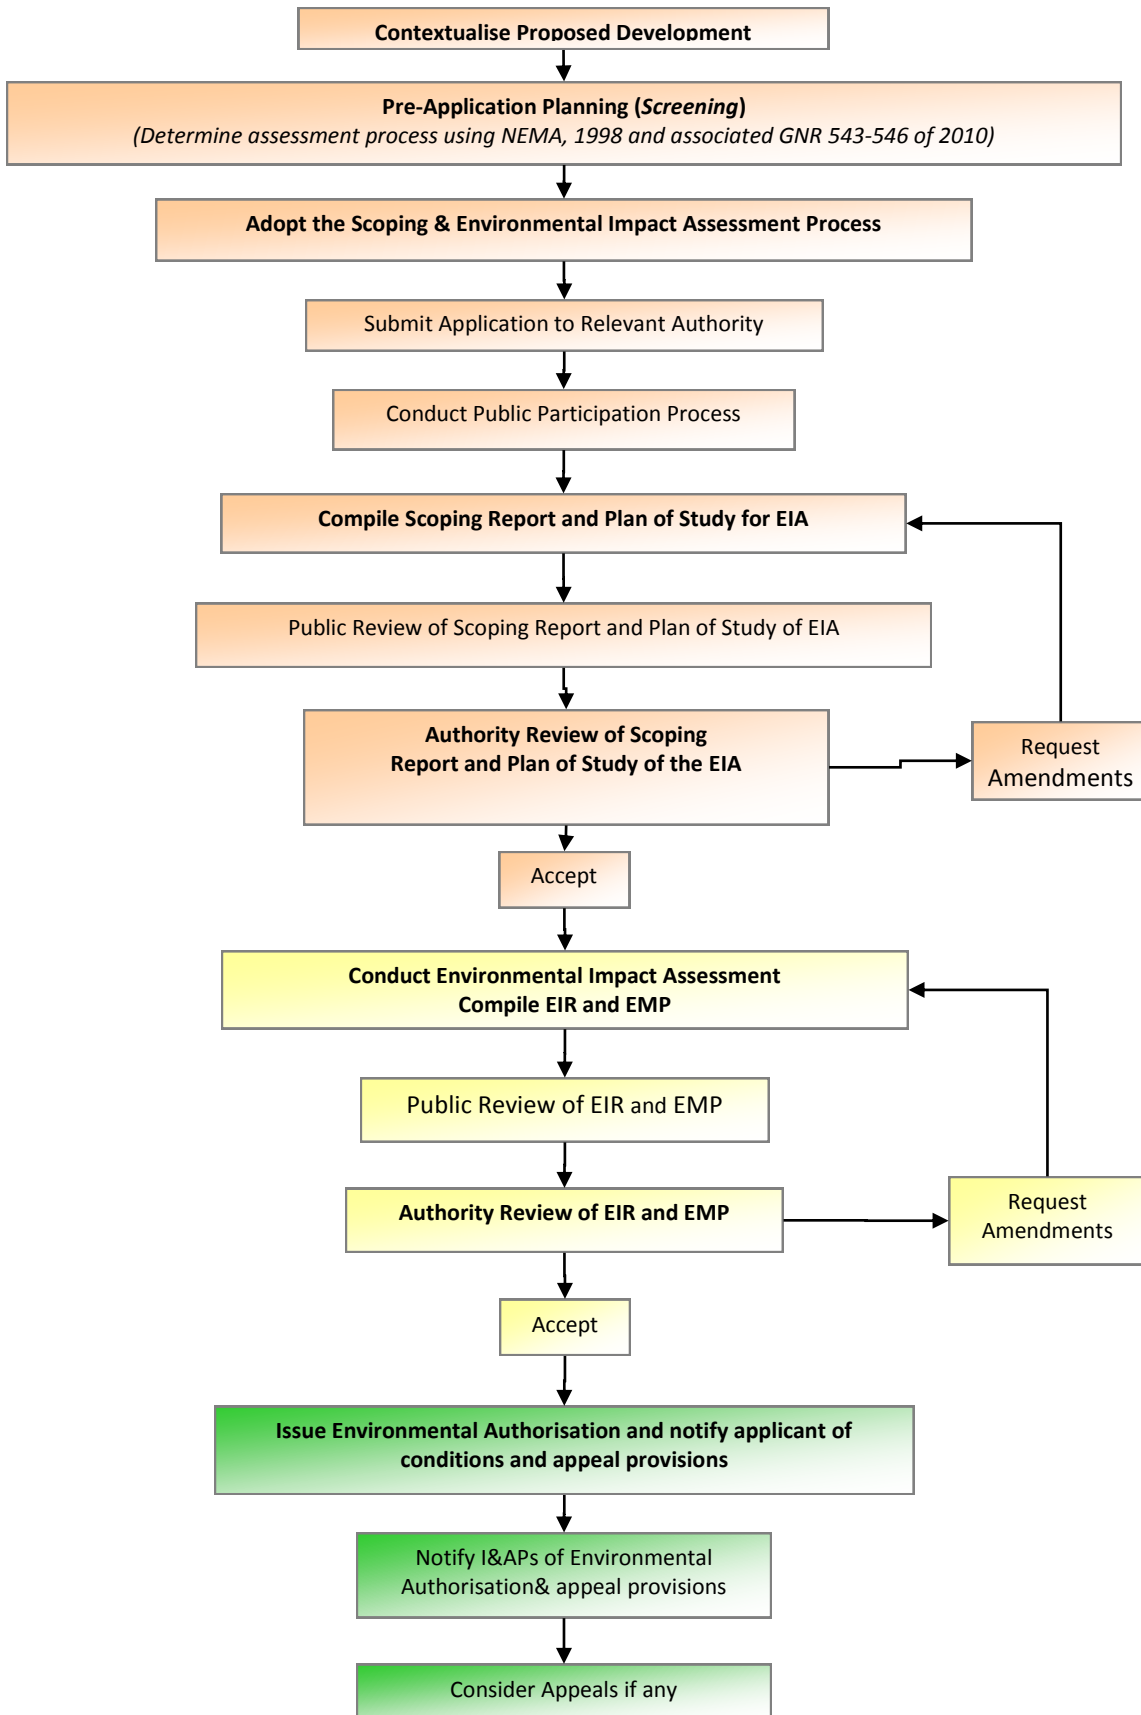 Contextualise Proposed Development
Pre-Application Planning (Screening)
(Determine assessment process using NEMA, 1998 and associated GNR 543-546 of 2010)
Adopt the Scoping & Environmental Impact Assessment Process
Submit Application to Relevant Authority
Conduct Public Participation Process
Compile Scoping Report and Plan of Study for EIA
Public Review of Scoping Report and Plan of Study of EIA
Authority Review of Scoping
Report and Plan of Study of the EIA
Request
Amendments
Accept
Conduct Environmental Impact Assessment
Compile EIR and EMP
Public Review of EIR and EMP
Authority Review of EIR and EMP
Request
Amendments
Accept
Issue Environmental Authorisation and notify applicant of
conditions and appeal provisions
Notify I&APs of Environmental
Authorisation& appeal provisions
Consider Appeals if any